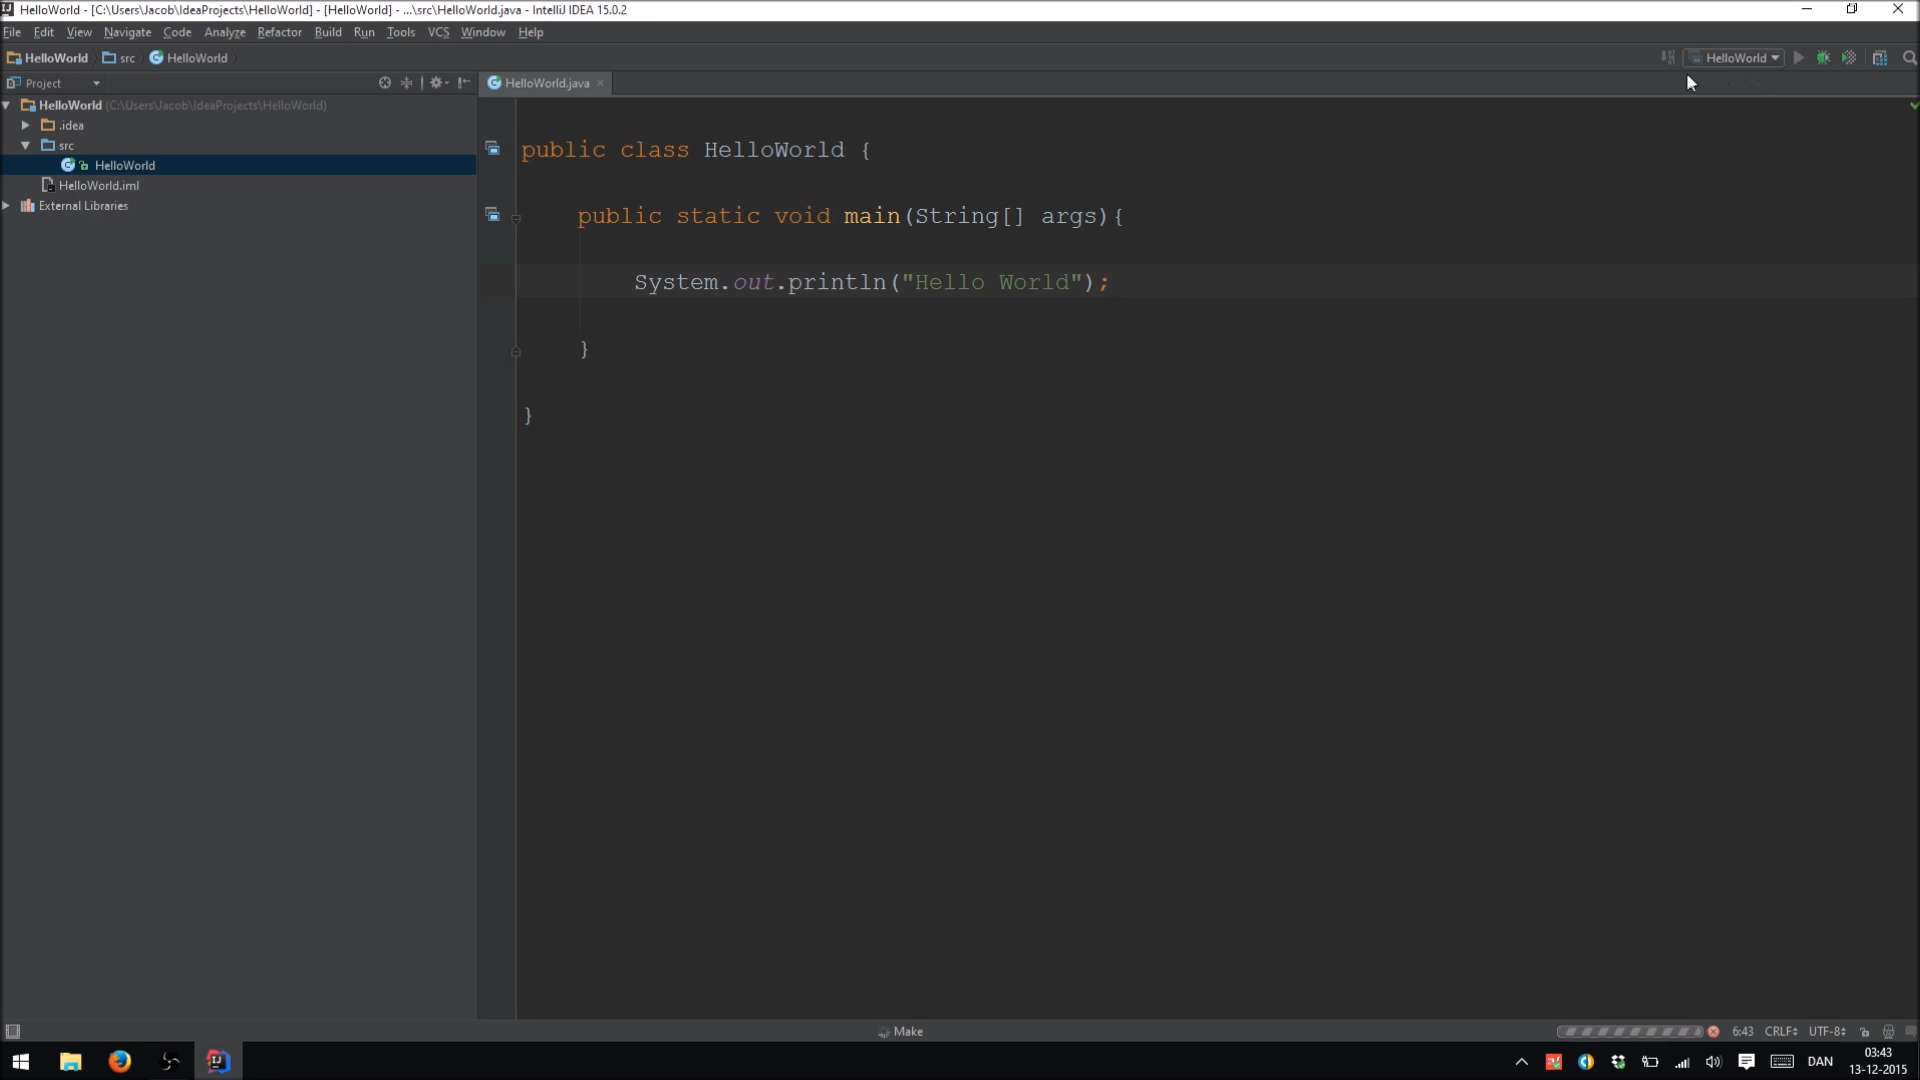 HelloWorld - [C:\Users\Jacob\IdeaProjects\HelloWorld] - [HelloWorld] - ...\src\HelloWorld.java - IntelliJ IDEA 15.0.2
File Edit View Navigate Code Analyze Refactor Build Run Tools VCS Window Help
HelloWorld src HelloWorld HelloWorld
Project HelloWorld.java
HelloWorld (C:\Users\Jacob\IdeaProjects\HelloWorld)
.idea
src
HelloWorld
HelloWorld.iml
External Libraries
public class HelloWorld {
public static void main(String[] args){
System.out.println("Hello World");
}
}
Make 6:43 CRLF UTF-8
DAN 03:43
13-12-2015